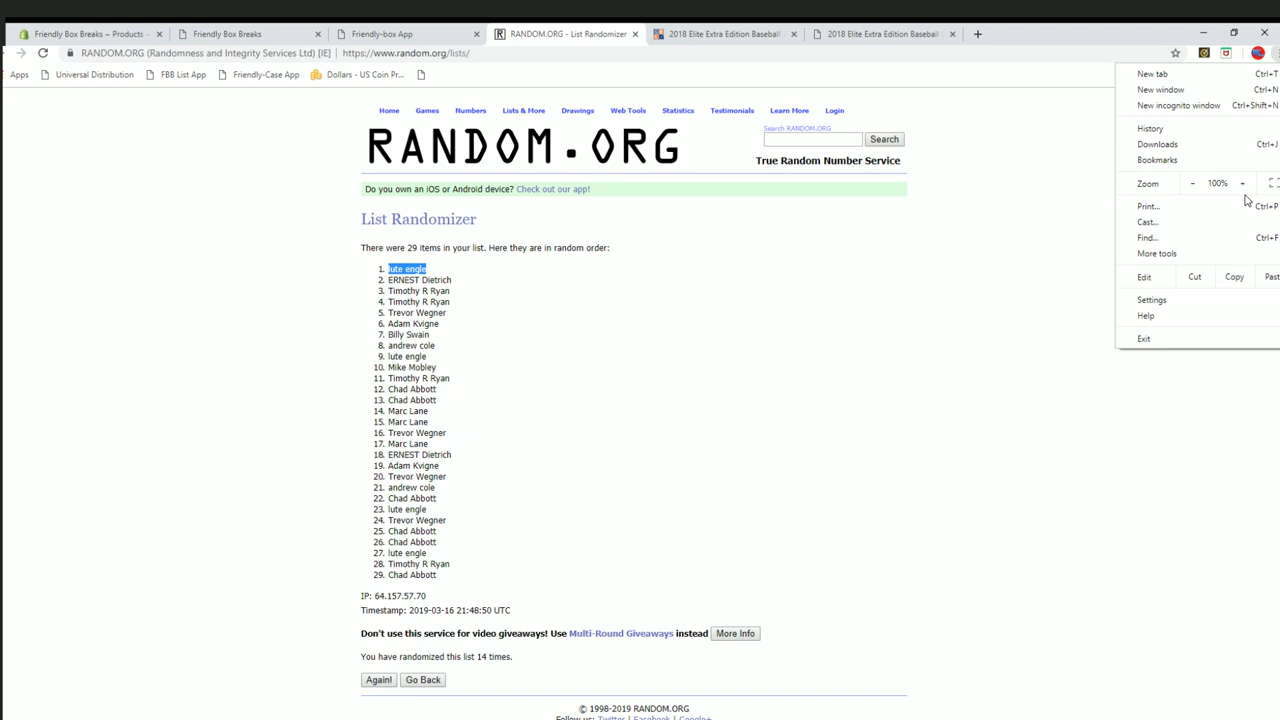 Friendly Box Breaks ~ Products -
Friendly Box Breaks
Friendly-box App
RANDOM.ORG - List Randomizer
2018 Elite Extra Edition Baseball
2018 Elite Extra Edition Baseball
RANDOM.ORG (Randomness and Integrity Services Ltd) [IE] | https://www.random.org/lists/
Apps Universal Distribution FBB List App Friendly-Case App Dollars - US Coin Pr...
New tab Ctrl+T
New window Ctrl+N
New incognito window Ctrl+Shift+N
History
Downloads Ctrl+J
Bookmarks
Zoom - 100% +
Print... Ctrl+P
Cast...
Find... Ctrl+F
More tools
Edit Cut Copy Past
Settings
Help
Exit
Home Games Numbers Lists & More Drawings Web Tools Statistics Testimonials Learn More Login
RANDOM.ORG
Search RANDOM.ORG
Search
True Random Number Service
Do you own an iOS or Android device? Check out our app!
List Randomizer
There were 29 items in your list. Here they are in random order:
1. lute engle
2. ERNEST Dietrich
3. Timothy R Ryan
4. Timothy R Ryan
5. Trevor Wegner
6. Adam Kvigne
7. Billy Swain
8. andrew cole
9. lute engle
10. Mike Mobley
11. Timothy R Ryan
12. Chad Abbott
13. Chad Abbott
14. Marc Lane
15. Marc Lane
16. Trevor Wegner
17. Marc Lane
18. ERNEST Dietrich
19. Adam Kvigne
20. Trevor Wegner
21. andrew cole
22. Chad Abbott
23. lute engle
24. Trevor Wegner
25. Chad Abbott
26. Chad Abbott
27. lute engle
28. Timothy R Ryan
29. Chad Abbott
IP: 64.157.57.70
Timestamp: 2019-03-16 21:48:50 UTC
Don't use this service for video giveaways! Use Multi-Round Giveaways instead More Info
You have randomized this list 14 times.
Again! Go Back
© 1998-2019 RANDOM.ORG
Follow us: Twitter | Facebook | Google+